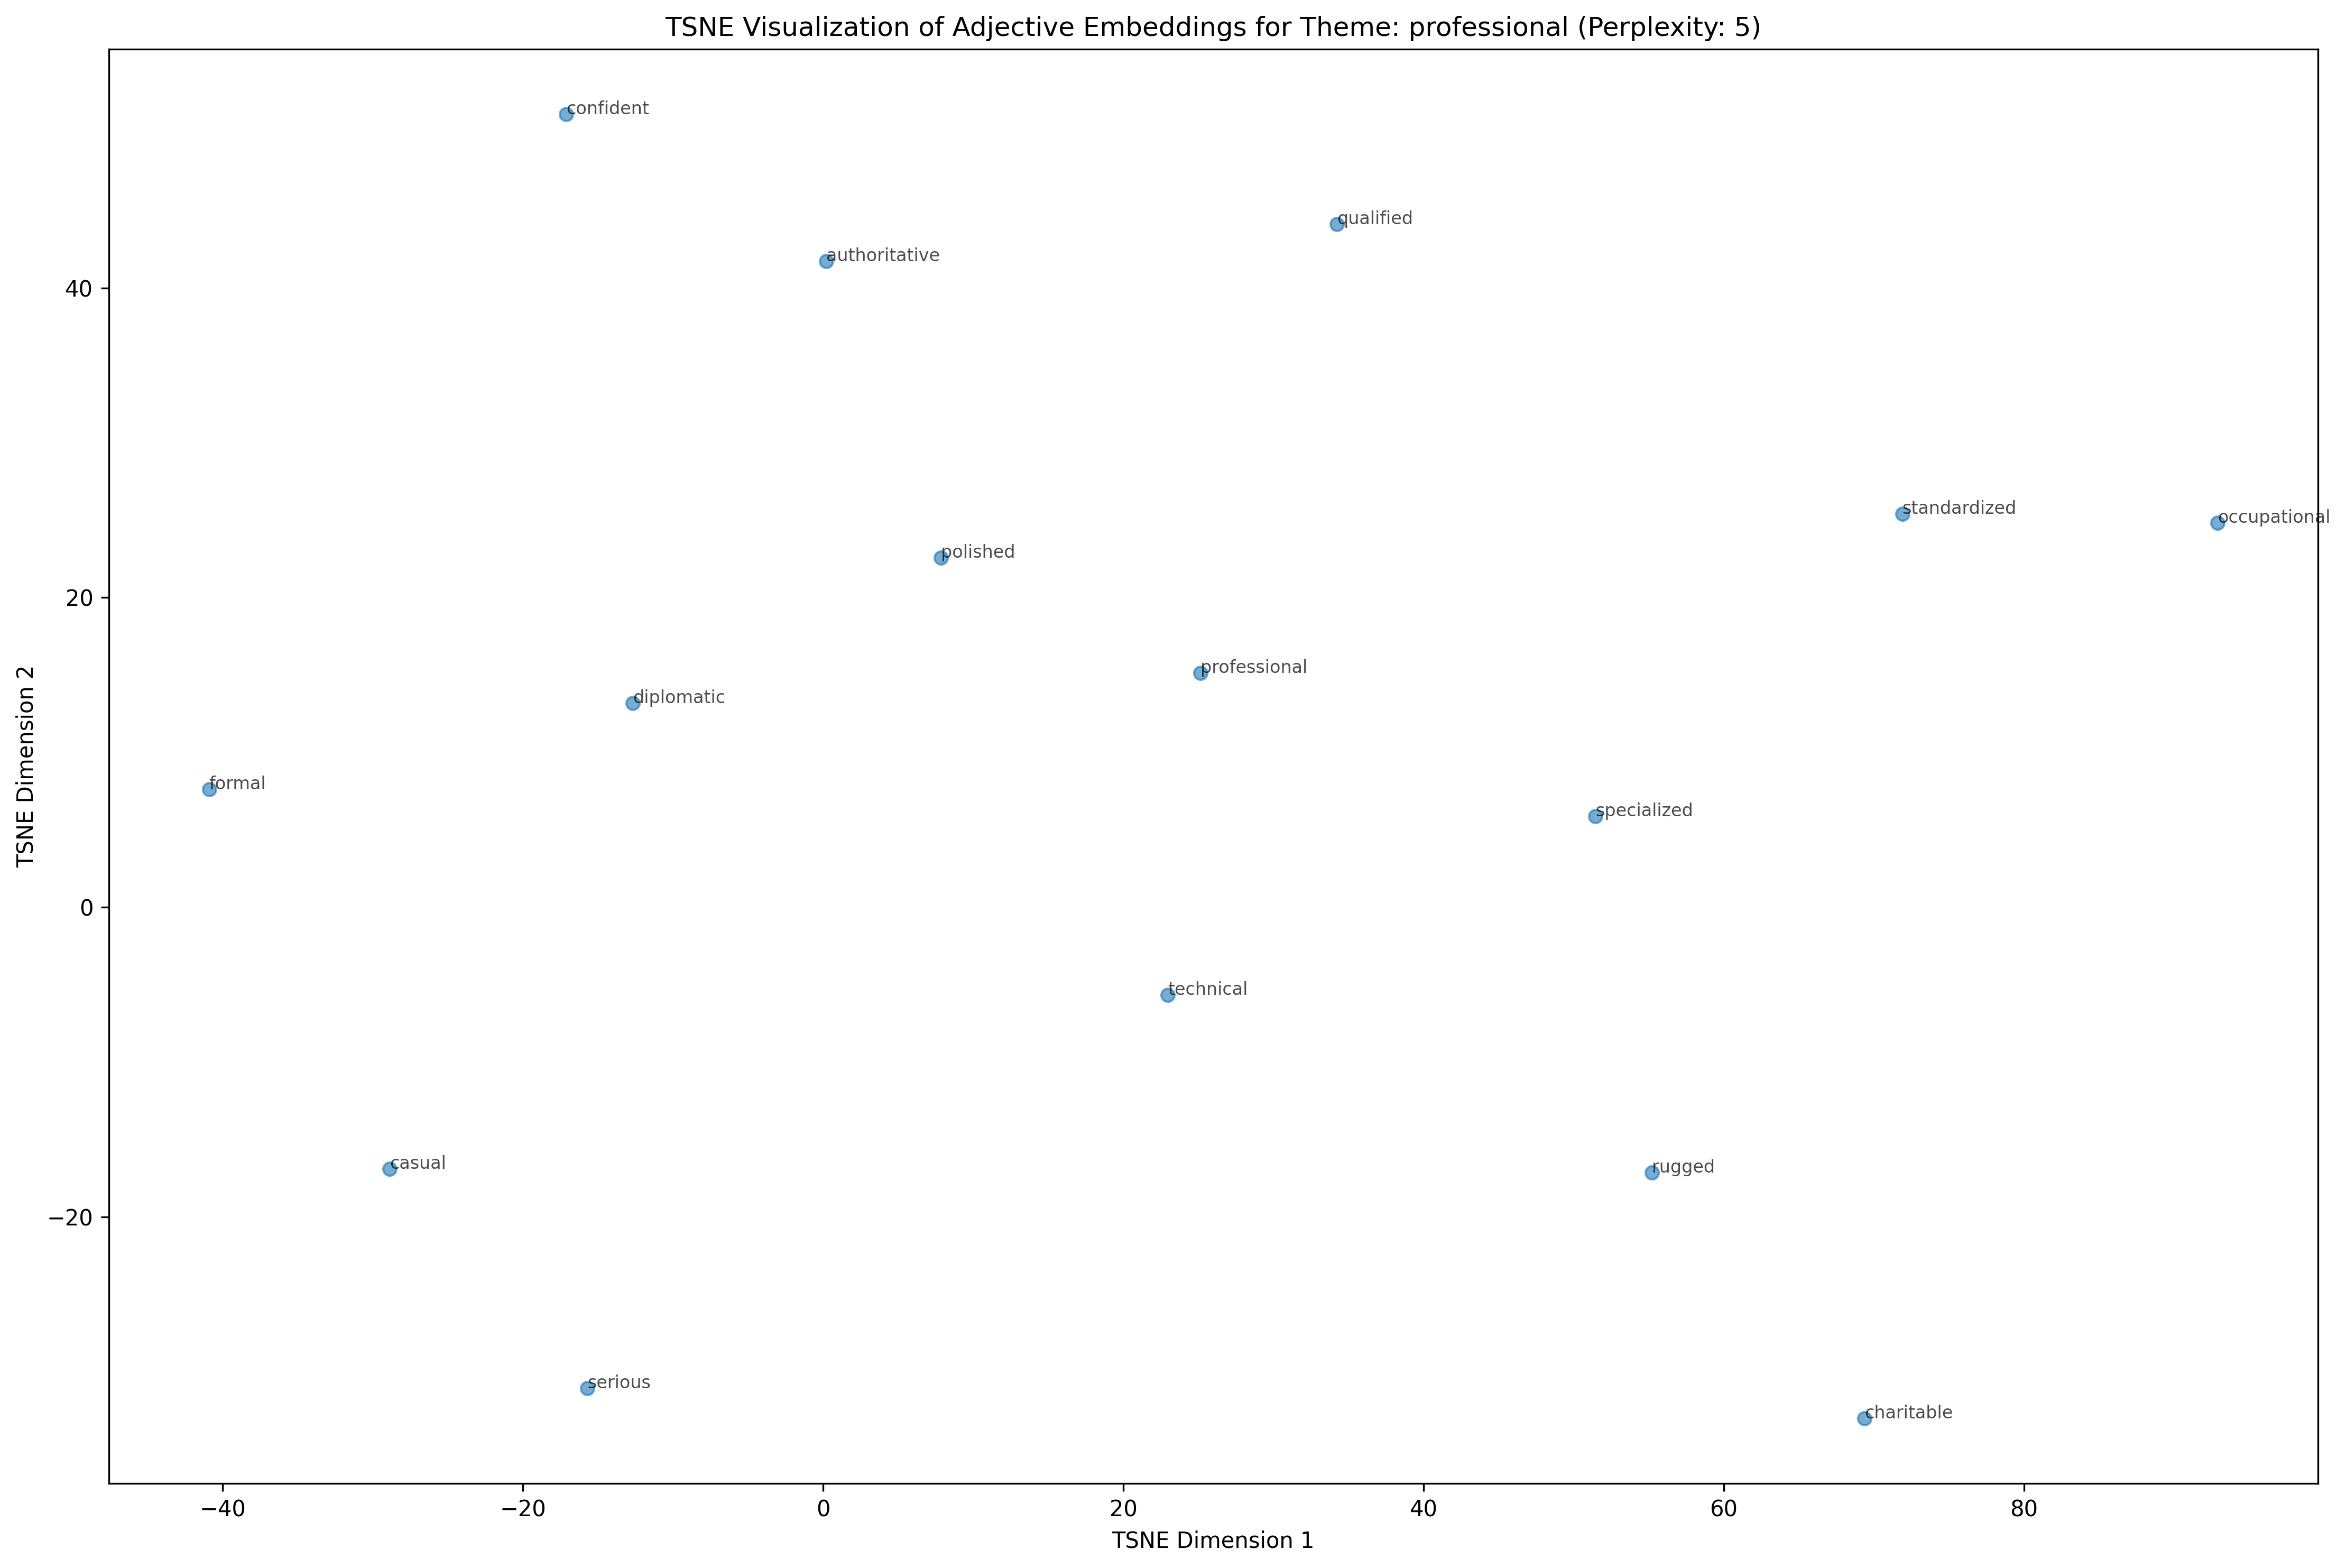 TSNE Visualization of Adjective Embeddings for Theme: professional (Perplexity: 5)
confident
qualified
authoritative
40
standardized
occupational
polished
20
professional
diplomatic
formal
specialized
0
technical
casual
rugged
−20
serious
charitable
TSNE Dimension 2
−40
−20
0
20
40
60
80
TSNE Dimension 1